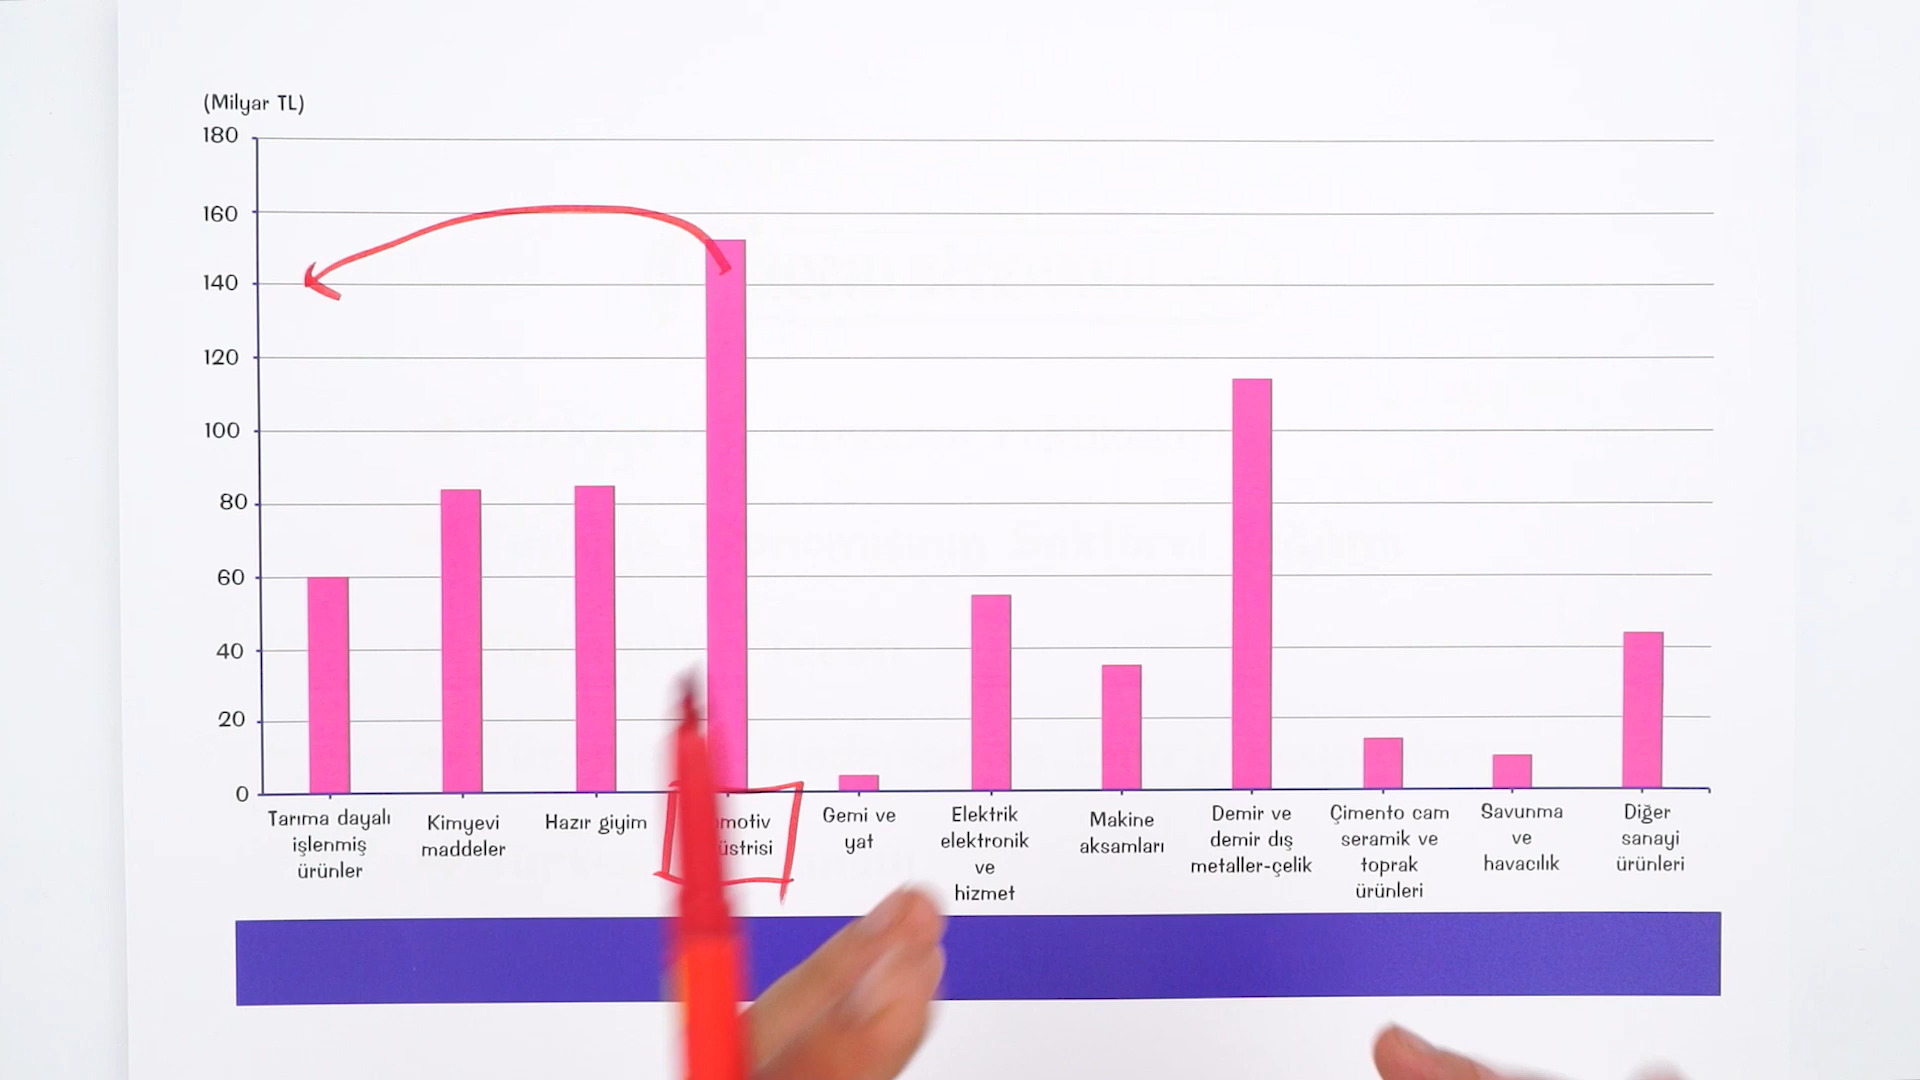 (Milyar TL)
180
160
140
120
100
80
60
40
20
0
Tarıma dayalı
işlenmiş
ürünler
Kimyevi
maddeler
Hazır giyim
Gemi ve
yat
Elektrik
elektronik
ve
hizmet
Makine
aksamları
Demir ve
demir dış
metaller-çelik
Çimento cam
seramik ve
toprak
ürünleri
Savunma
ve
havacılık
Diğer
sanayi
ürünleri